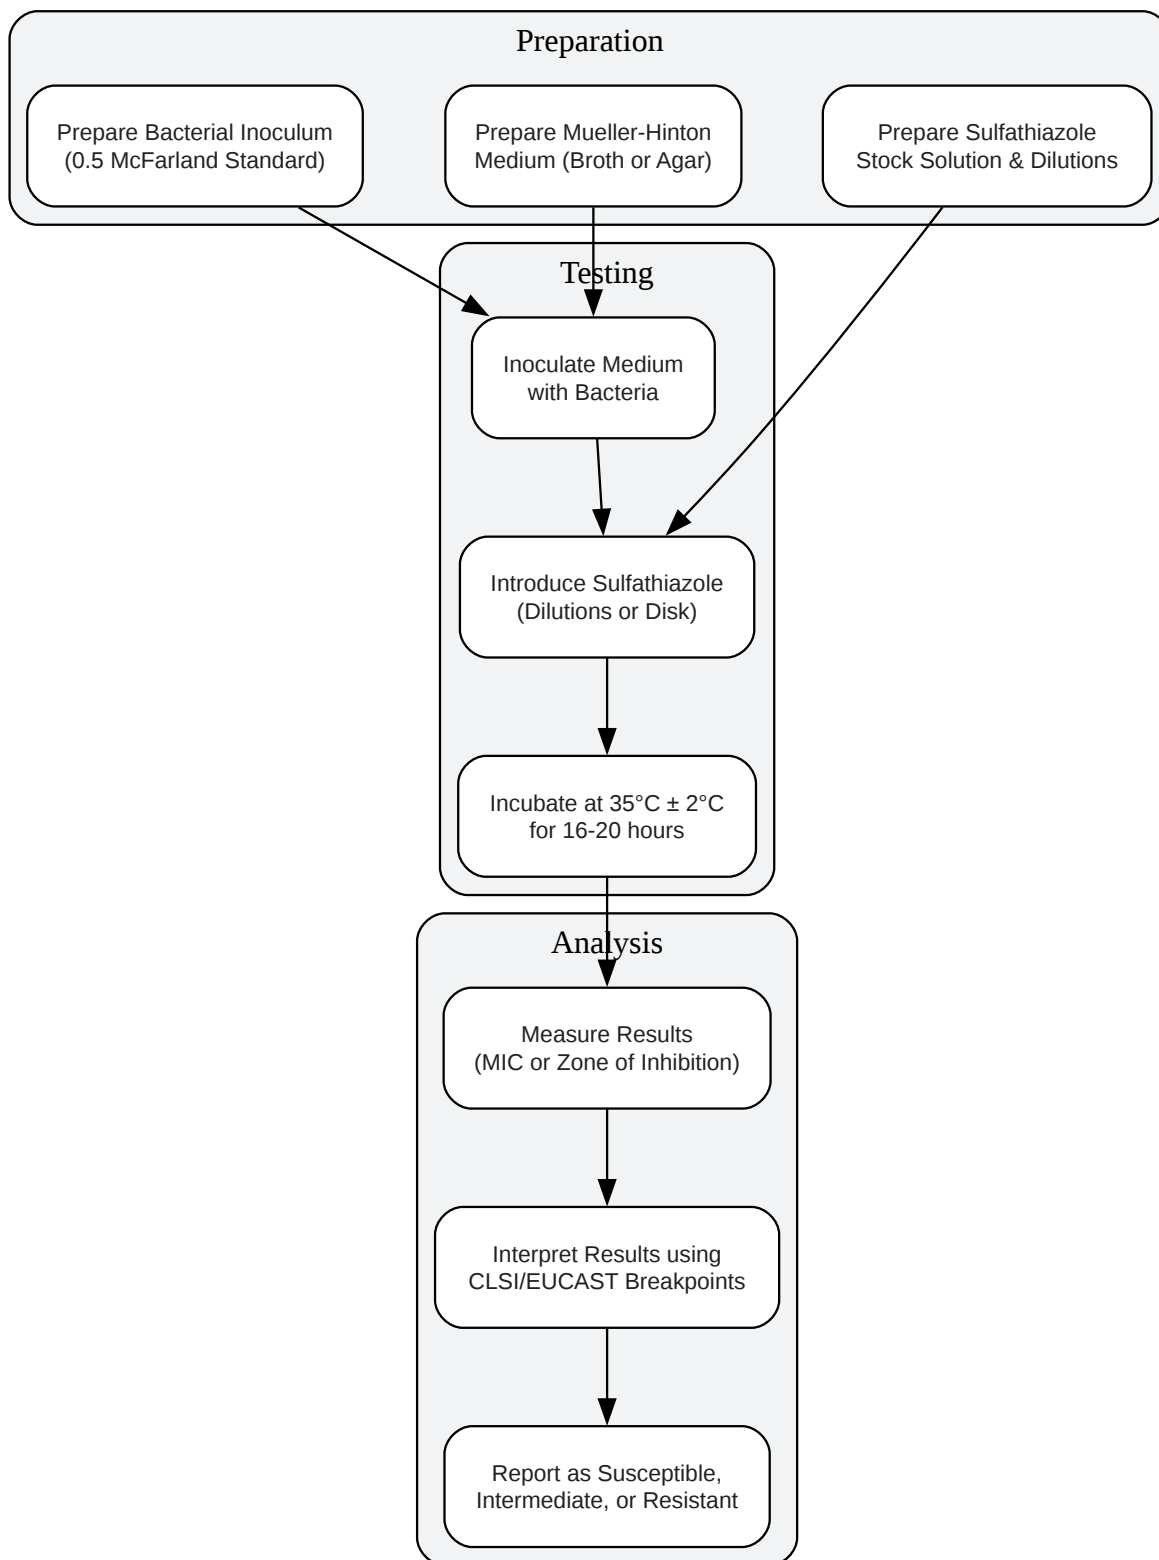 Preparation
Prepare Bacterial Inoculum
(0.5 McFarland Standard)
Prepare Mueller-Hinton
Medium (Broth or Agar)
Prepare Sulfathiazole
Stock Solution & Dilutions
Testing
Inoculate Medium
with Bacteria
Introduce Sulfathiazole
(Dilutions or Disk)
Incubate at 35°C ± 2°C
for 16-20 hours
Analysis
Measure Results
(MIC or Zone of Inhibition)
Interpret Results using
CLSI/EUCAST Breakpoints
Report as Susceptible,
Intermediate, or Resistant